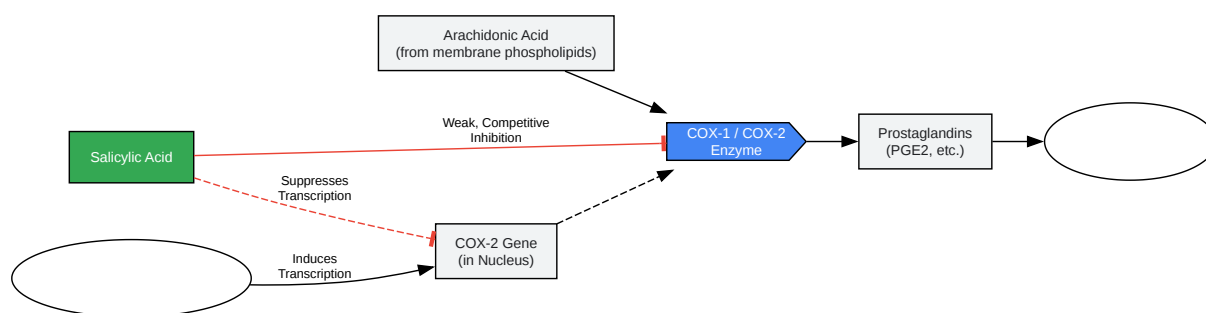 Arachidonic Acid
(from membrane phospholipids)
Weak, Competitive
Inhibition
COX-1 / COX-2
Enzyme
Prostaglandins
(PGE2, etc.)
Salicylic Acid
Suppresses
Transcription
COX-2 Gene
(in Nucleus)
Induces
Transcription